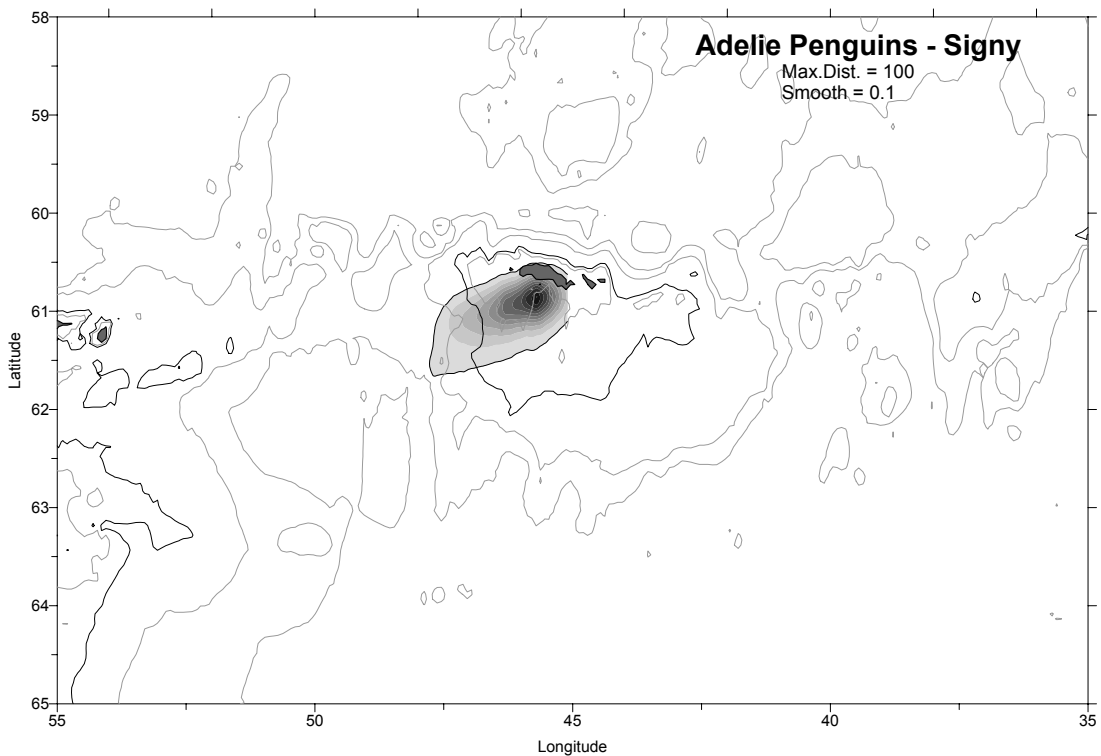 Adelie Penguins - Signy
Max.Dist. = 100
Smooth = 0.1
58
59
60
61
62
63
64
65
Latitude
55
50
45
40
35
Longitude